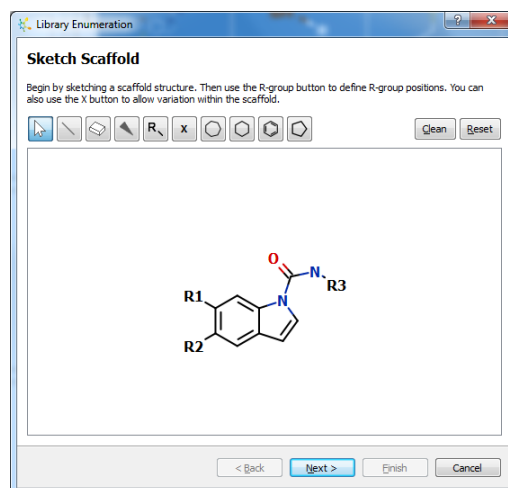 Library Enumeration
?
X
Sketch Scaffold
Begin by sketching a scaffold structure. Then use the R-group button to define R-group positions. You can
also use the X button to allow variation within the scaffold.
R X Clean Reset
O
N
R3
R1
N
R2
< Back Next > Finish Cancel